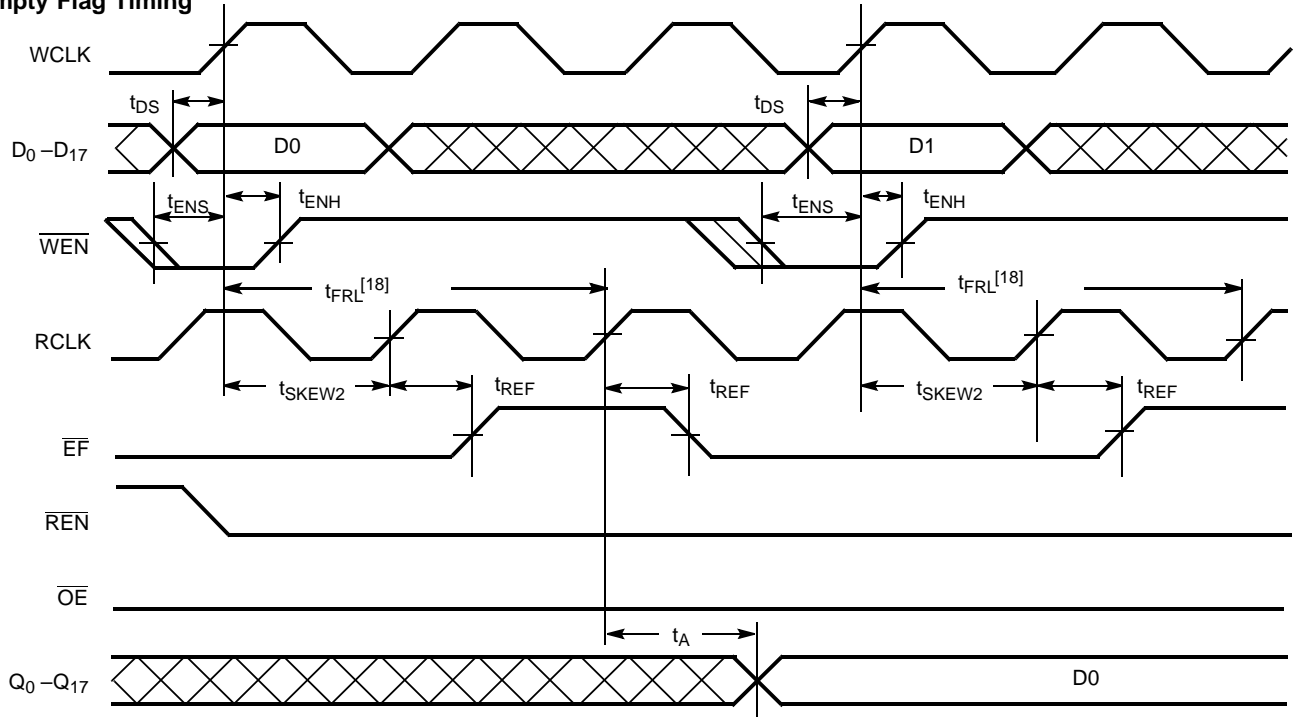 mpty Flag Timing
WCLK
tDS tDS
D0 –D17 D0 D1
tENS tENH tENS tENH
WEN
tFRL[18] tFRL[18]
RCLK
tSKEW2 tREF tREF tSKEW2 tREF
EF
REN
OE
tA
Q0 –Q17 D0